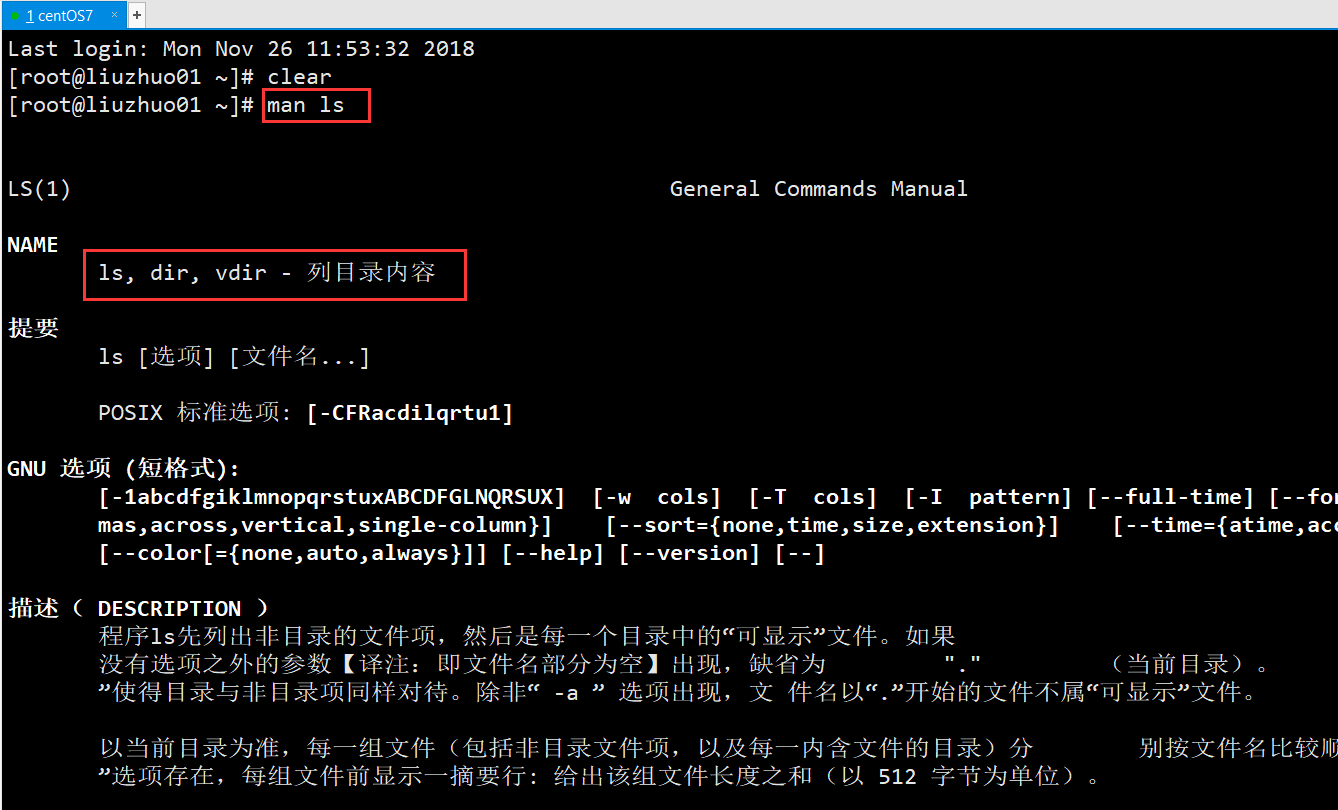 1 centOS7 × +
Last login: Mon Nov 26 11:53:32 2018
[root@liuzhuo01 ~]# clear
[root@liuzhuo01 ~]# man ls
LS(1) General Commands Manual
NAME
ls, dir, vdir - 列目录内容
提要
ls [选项] [文件名...]
POSIX 标准选项: [-CFRacdilqrtu1]
GNU 选项 (短格式):
[-1abcdfgiklmnopqrstuxABCDFGLNQRSUX] [-w cols] [-T cols] [-I pattern] [--full-time] [--for
mas,across,vertical,single-column}] [--sort={none,time,size,extension}] [--time={atime,acc
[--color[={none,auto,always}]] [--help] [--version] [--]
描述（ DESCRIPTION ）
程序ls先列出非目录的文件项，然后是每一个目录中的“可显示”文件。如果
没有选项之外的参数【译注：即文件名部分为空】出现，缺省为 "." （当前目录）。
”使得目录与非目录项同样对待。除非“ -a ” 选项出现，文 件名以“.”开始的文件不属“可显示”文件。
以当前目录为准，每一组文件（包括非目录文件项，以及每一内含文件的目录）分 别按文件名比较顺
”选项存在，每组文件前显示一摘要行: 给出该组文件长度之和（以 512 字节为单位）。